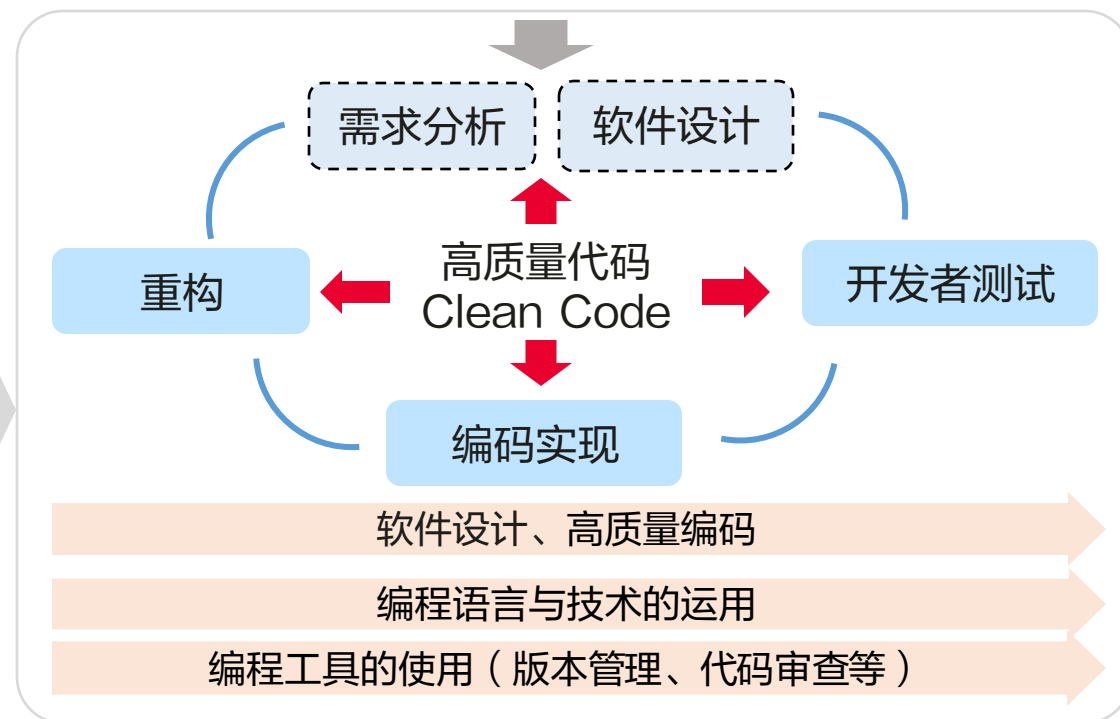 需求分析
软件设计
高质量代码
Clean Code
重构
开发者测试
编码实现
软件设计、高质量编码
编程语言与技术的运用
编程工具的使用（版本管理、代码审查等）